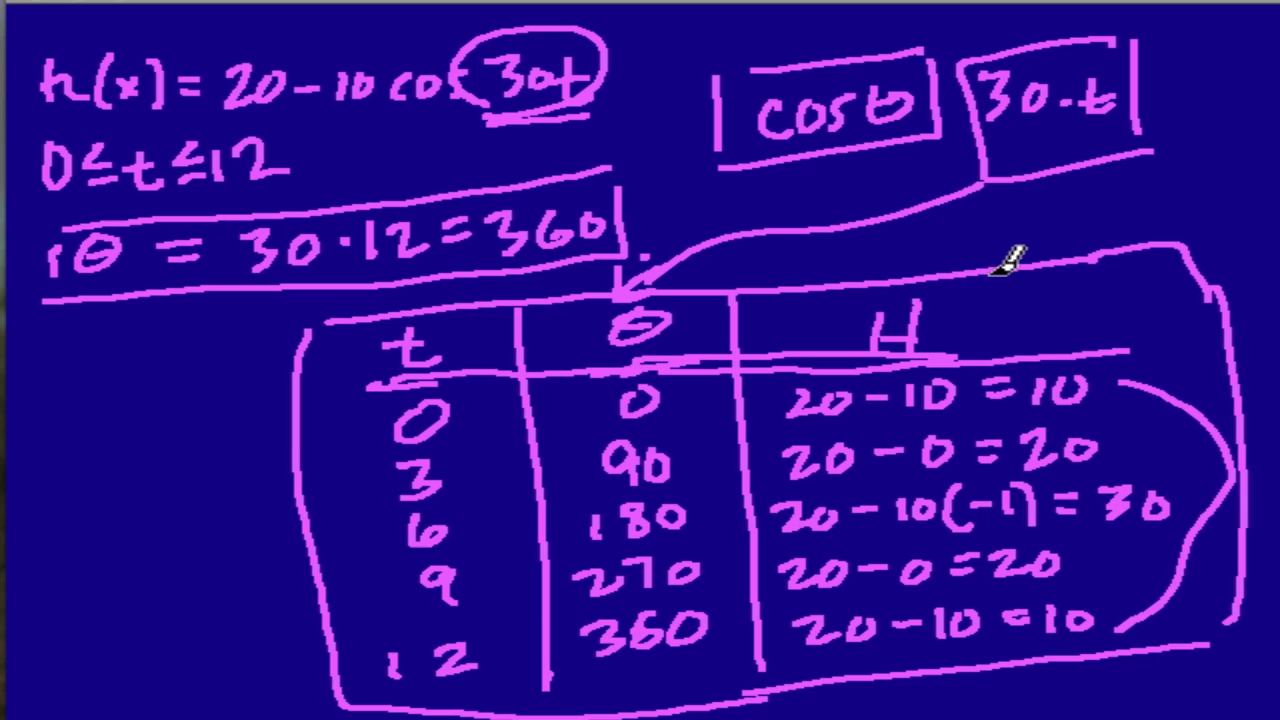 h(x) = 20 - 10 cos 30t
cos θ 30·t
0 ≤ t ≤ 12
θ = 30·12 = 360
t θ H
0 0 20 - 10 = 10
3 90 20 - 0 = 20
6 180 20 - 10(-1) = 30
9 270 20 - 0 = 20
12 360 20 - 10 = 10